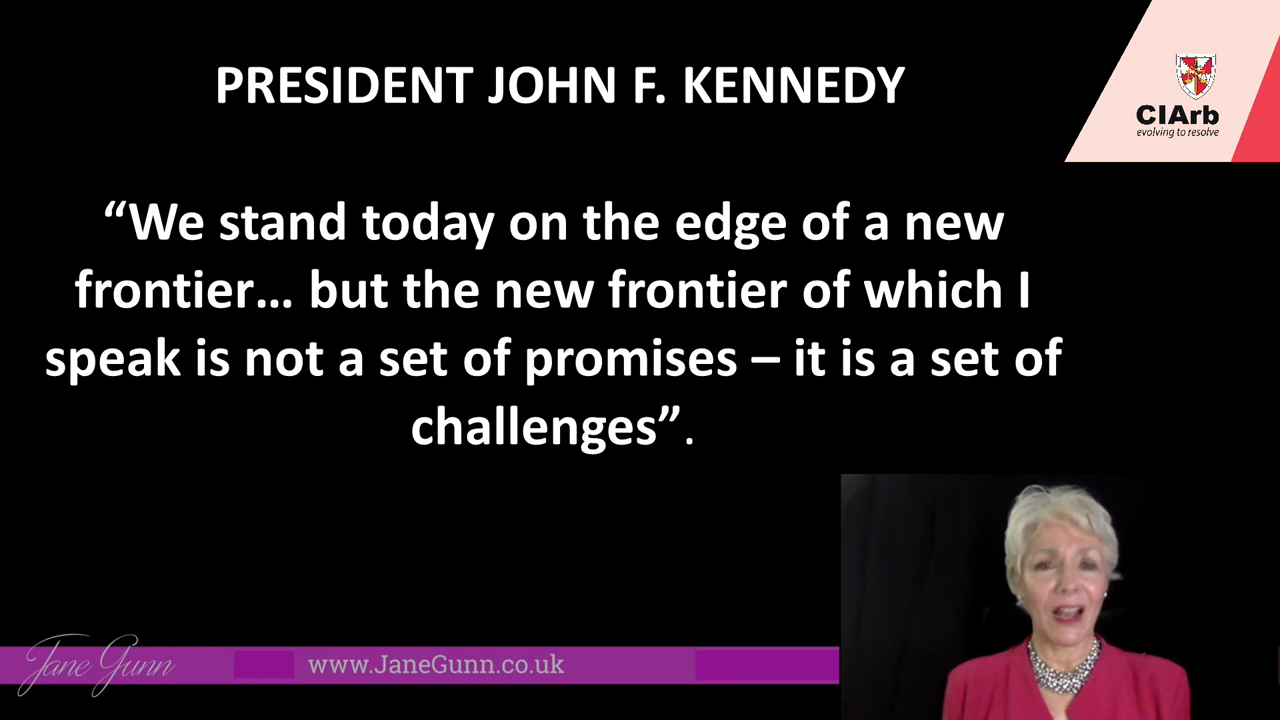 PRESIDENT JOHN F. KENNEDY
CIArb
evolving to resolve
“We stand today on the edge of a new
frontier... but the new frontier of which I
speak is not a set of promises – it is a set of
challenges”.
Jane Gunn
www.JaneGunn.co.uk